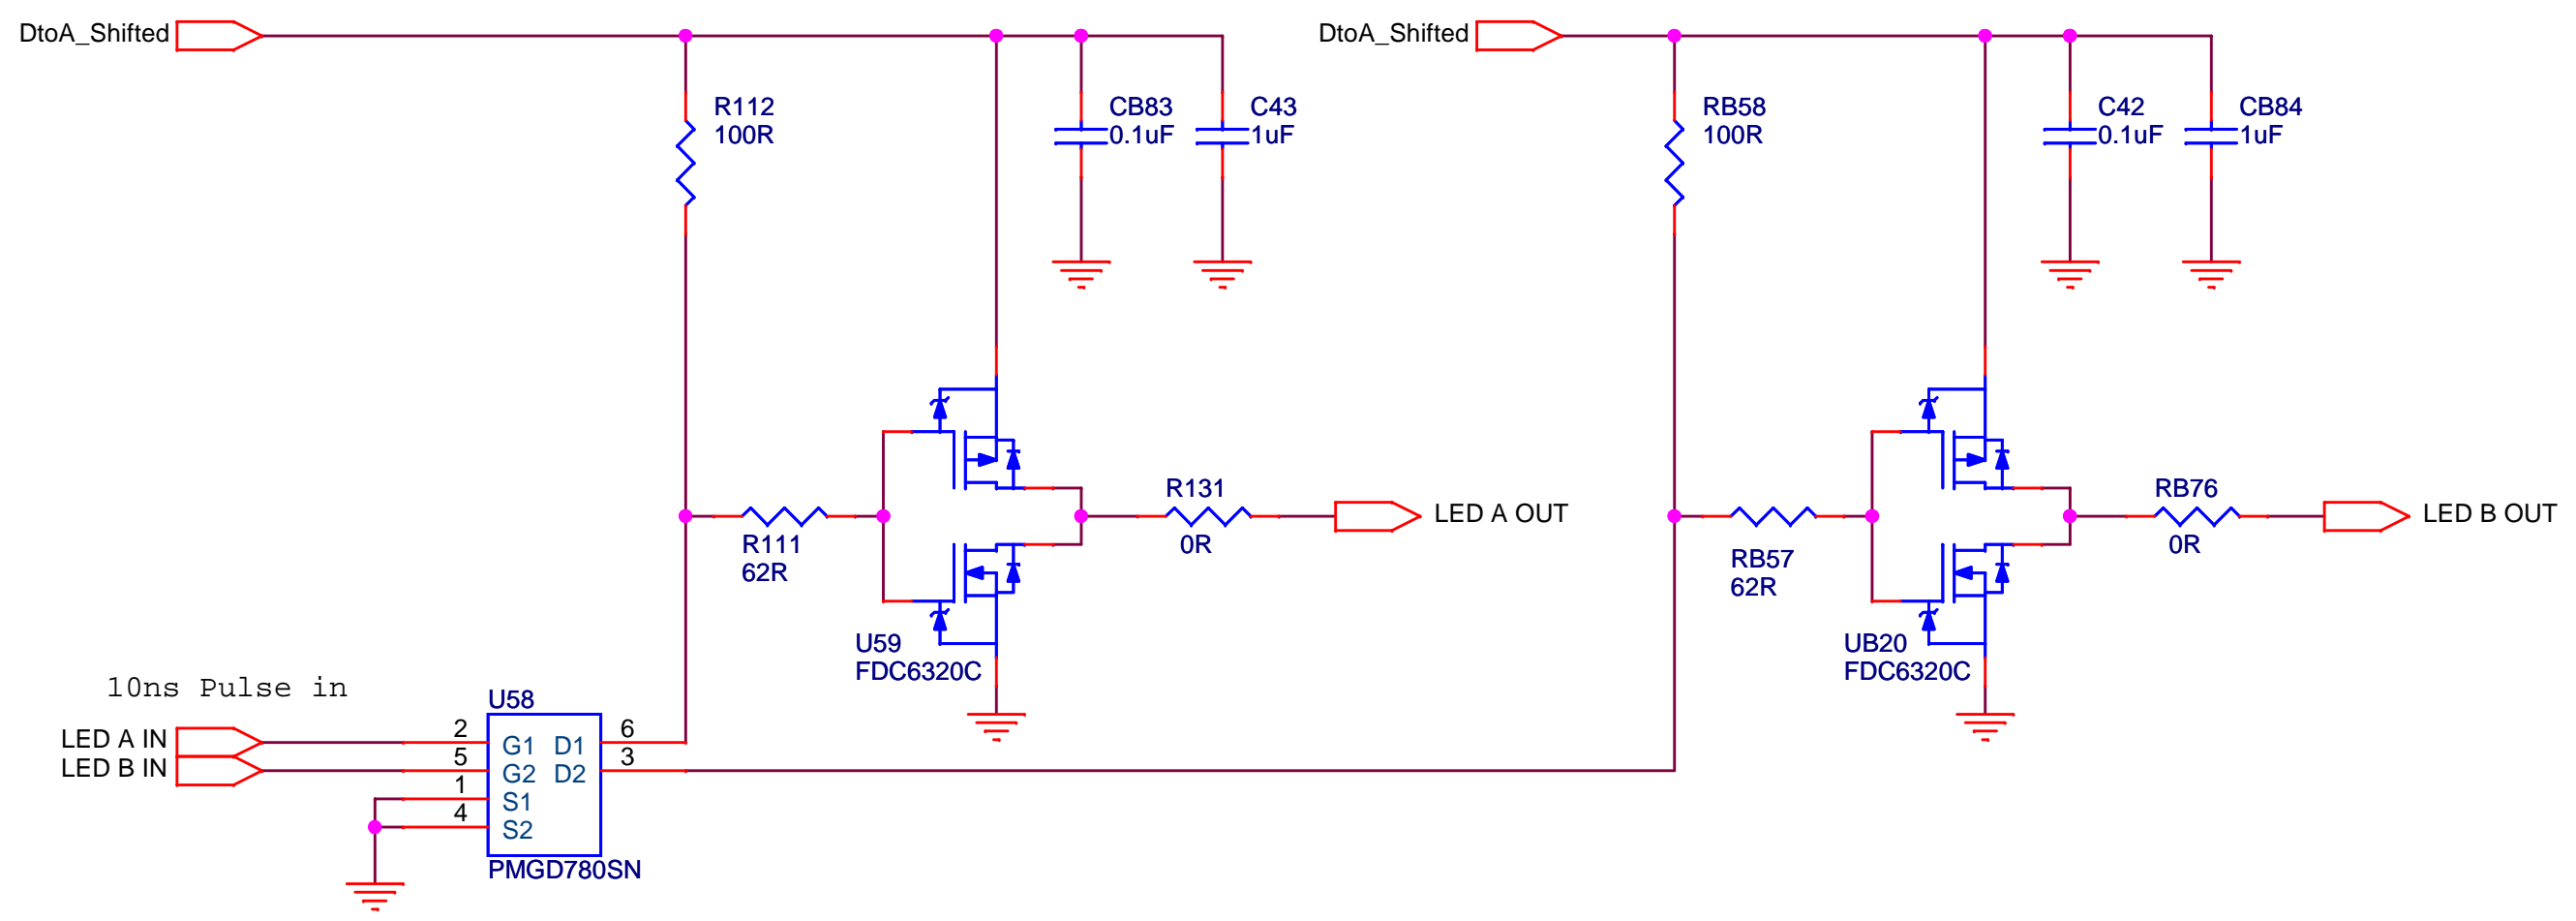 DtoA_Shifted
DtoA_Shifted
R112
100R
CB83
0.1uF
C43
1uF
RB58
100R
C42
0.1uF
CB84
1uF
R131
0R
LED A OUT
R111
62R
RB76
0R
LED B OUT
RB57
62R
U59
FDC6320C
UB20
FDC6320C
10ns Pulse in
U58
LED A IN
2
G1 D1
6
LED B IN
5
G2 D2
3
1
S1
4
S2
PMGD780SN